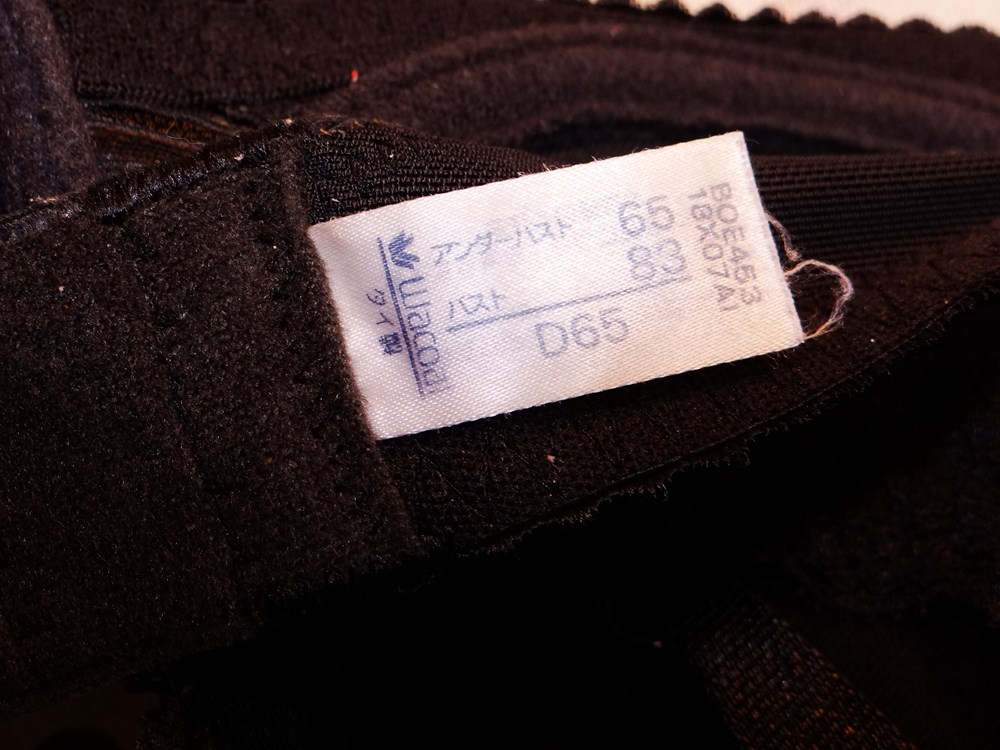 アンダーバスト 65
バスト 83
D65
Wacoal
タイ製
BOE453
18X07A1